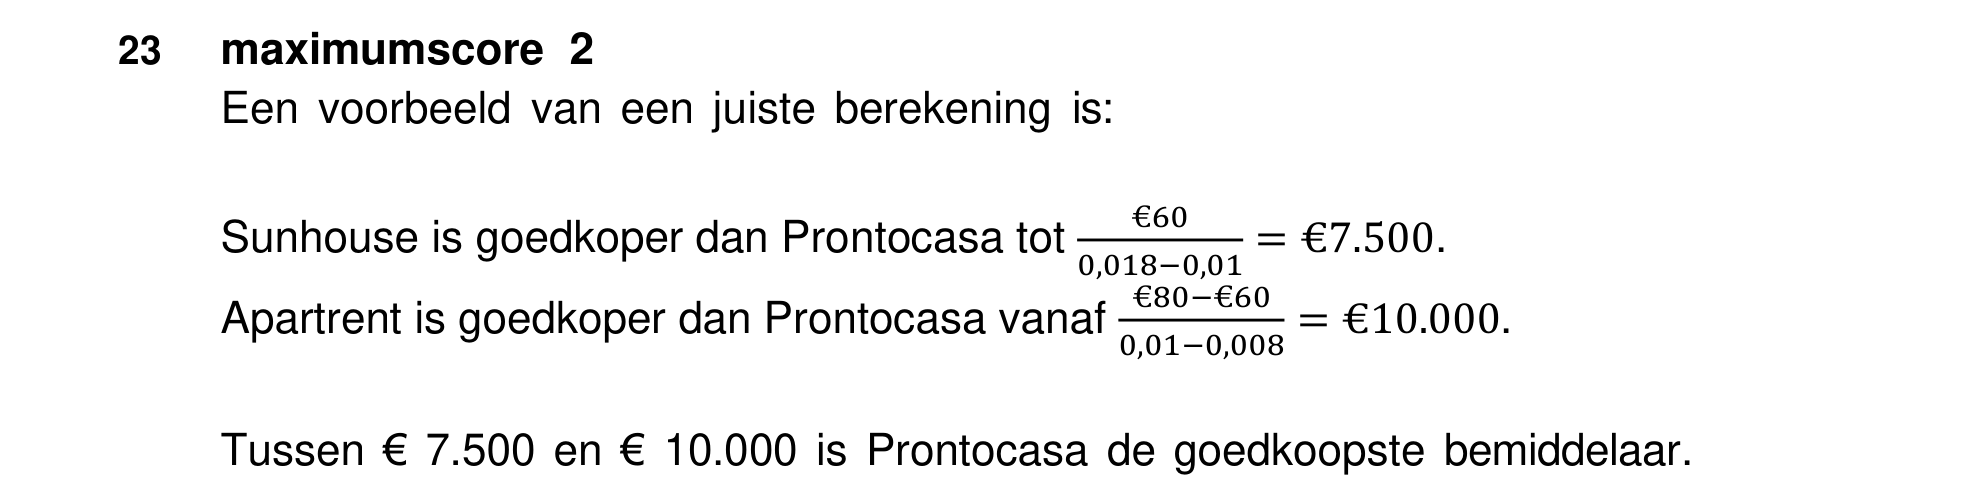 23 maximumscore 2
Een voorbeeld van een juiste berekening is:
Sunhouse is goedkoper dan Prontocasa tot €60 / 0,018−0,01 = €7.500.
Apartrent is goedkoper dan Prontocasa vanaf €80−€60 / 0,01−0,008 = €10.000.
Tussen € 7.500 en € 10.000 is Prontocasa de goedkoopste bemiddelaar.